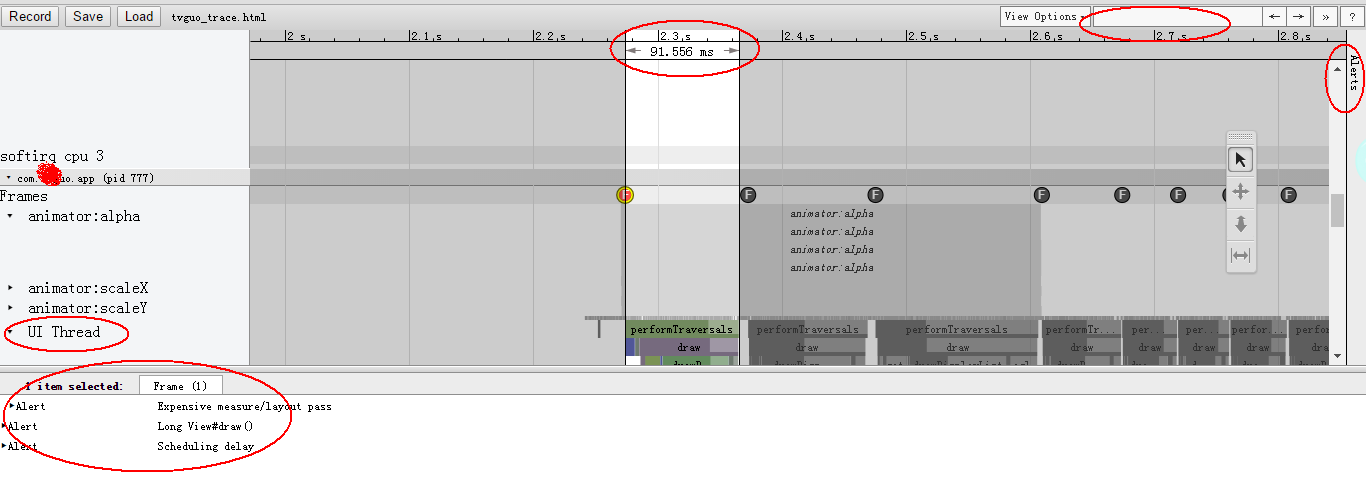 Record Save Load tvguo_trace.html View Options ← → » ?
2 s 2.1 s 2.2 s 2.3 s 2.4 s 2.5 s 2.6 s 2.7 s 2.8 s
91.556 ms
Alerts
softirq cpu 3
com. uo.app (pid 777)
Frames F F F F F F F
animator:alpha animator:alpha
animator:alpha
animator:alpha
animator:alpha
animator:scaleX
animator:scaleY
UI Thread performTraversals performTraversals performTraversals performTr... per... per... perfor... perfor...
draw draw draw draw dra... dr... draw draw
1 item selected: Frame (1)
Alert Expensive measure/layout pass
Alert Long View#draw()
Alert Scheduling delay